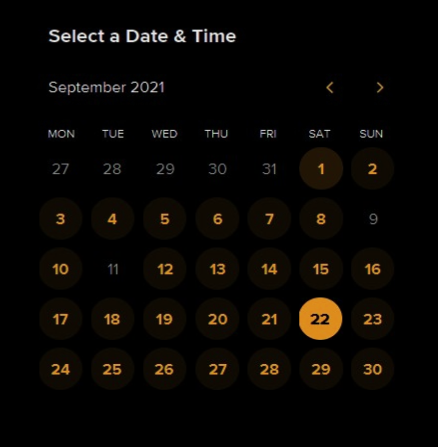 Select a Date & Time
September 2021 < >
MON TUE WED THU FRI SAT SUN
27 28 29 30 31 1 2
3 4 5 6 7 8 9
10 11 12 13 14 15 16
17 18 19 20 21 22 23
24 25 26 27 28 29 30